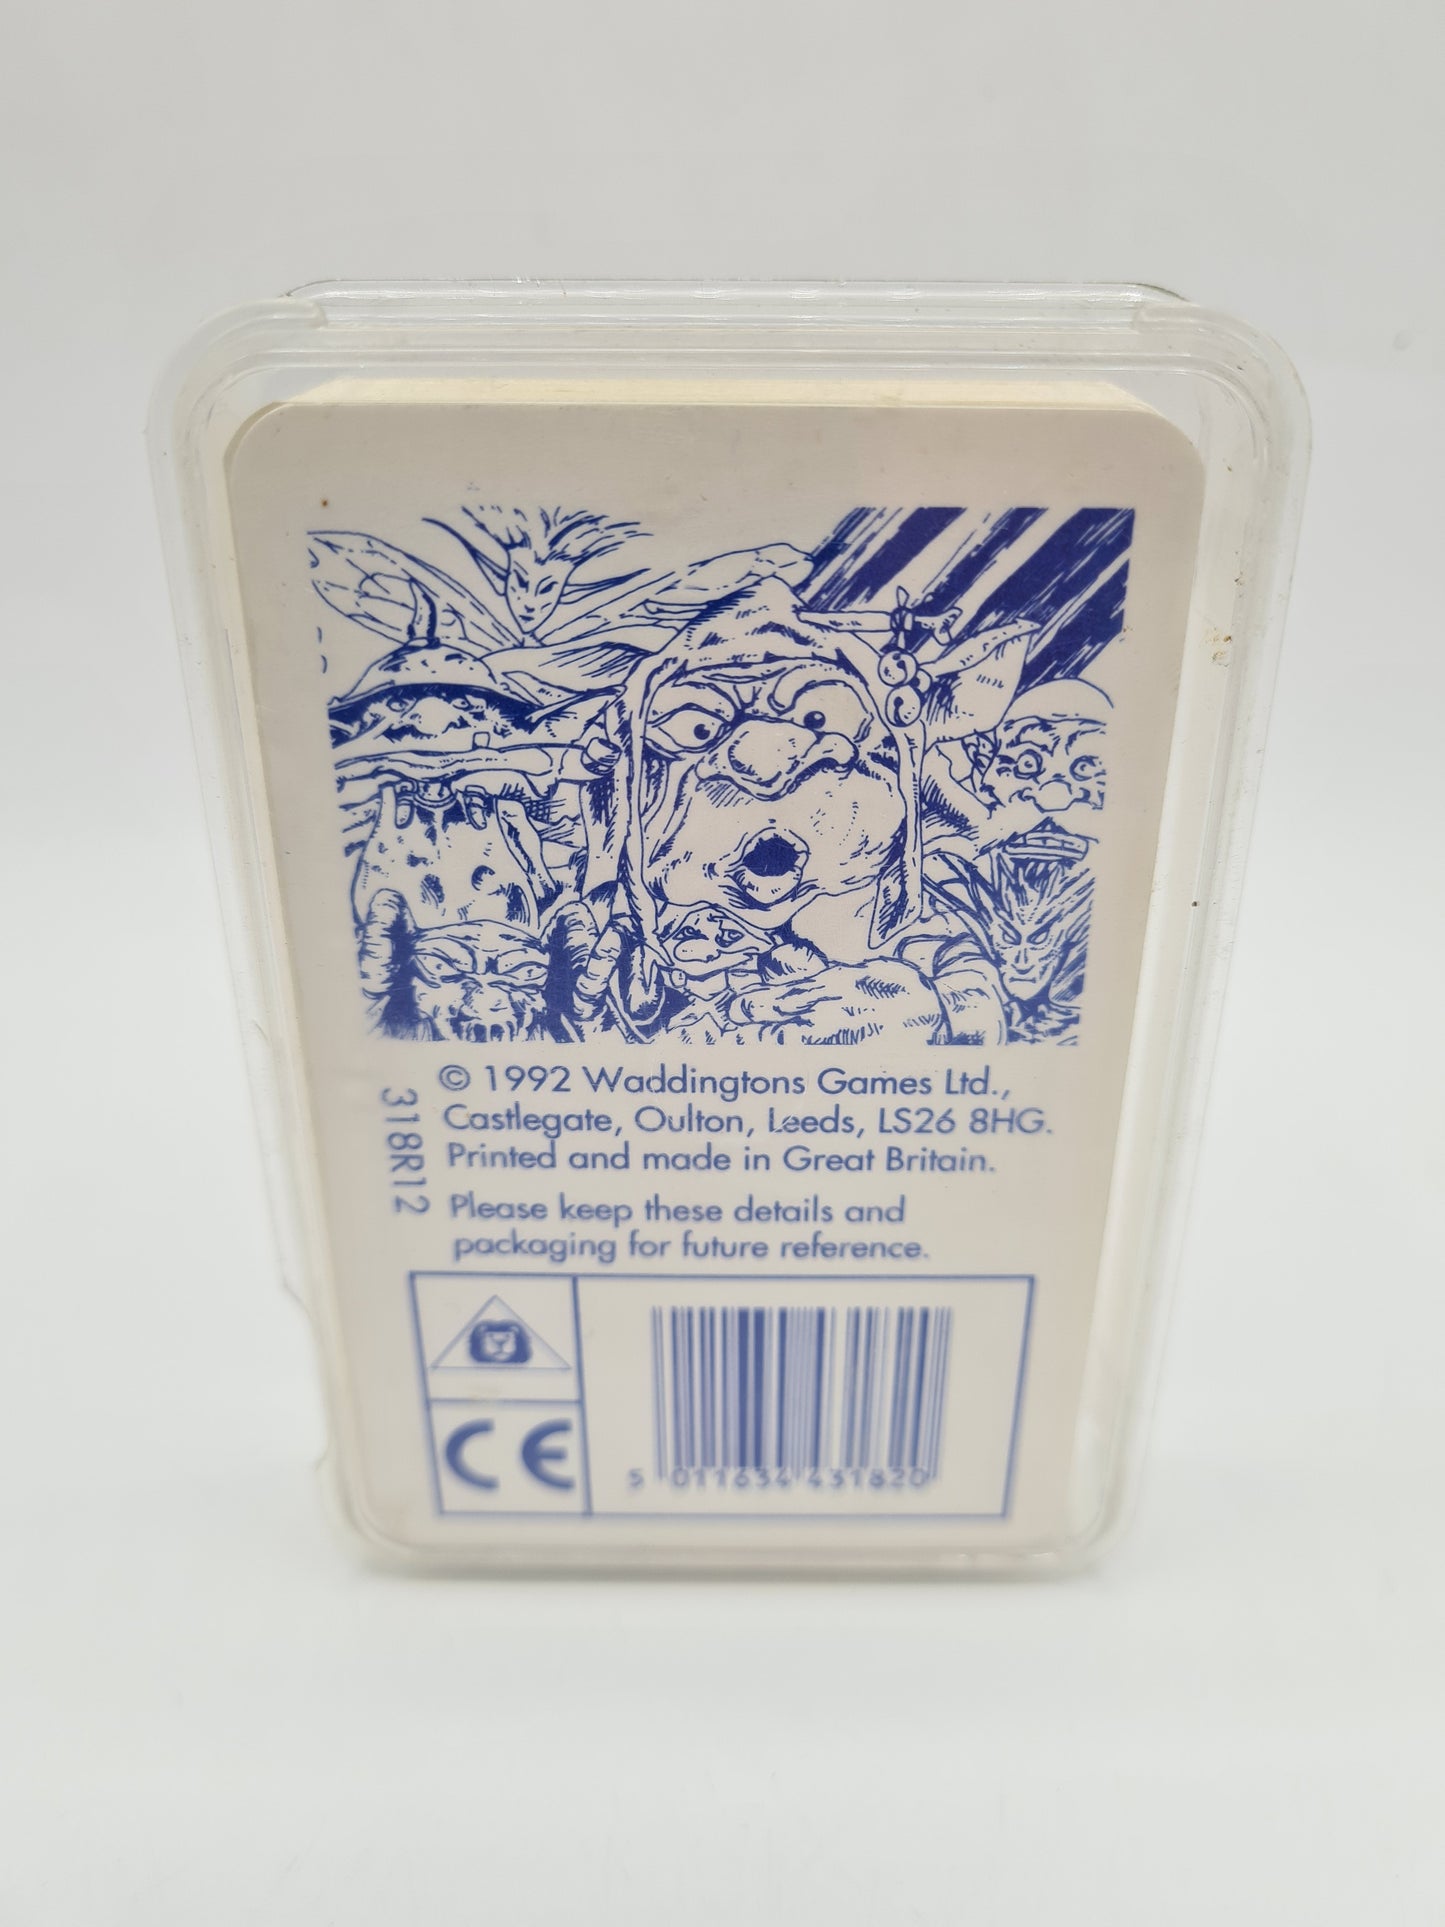 © 1992 Waddingtons Games Ltd.,
Castlegate, Oulton, Leeds, LS26 8HG.
Printed and made in Great Britain.
318R12
Please keep these details and
packaging for future reference.
CE
5 011634 431820